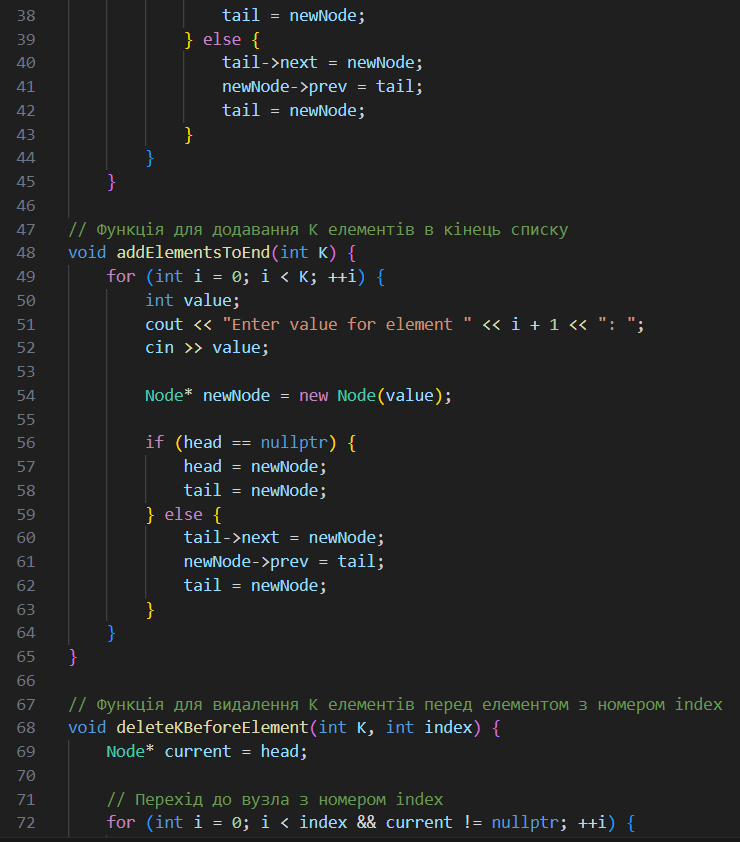 38 tail = newNode;
39 } else {
40 tail->next = newNode;
41 newNode->prev = tail;
42 tail = newNode;
43 }
44 }
45 }
46
47 // Функція для додавання K елементів в кінець списку
48 void addElementsToEnd(int K) {
49 for (int i = 0; i < K; ++i) {
50 int value;
51 cout << "Enter value for element " << i + 1 << ": ";
52 cin >> value;
53
54 Node* newNode = new Node(value);
55
56 if (head == nullptr) {
57 head = newNode;
58 tail = newNode;
59 } else {
60 tail->next = newNode;
61 newNode->prev = tail;
62 tail = newNode;
63 }
64 }
65 }
66
67 // Функція для видалення K елементів перед елементом з номером index
68 void deleteKBeforeElement(int K, int index) {
69 Node* current = head;
70
71 // Перехід до вузла з номером index
72 for (int i = 0; i < index && current != nullptr; ++i) {